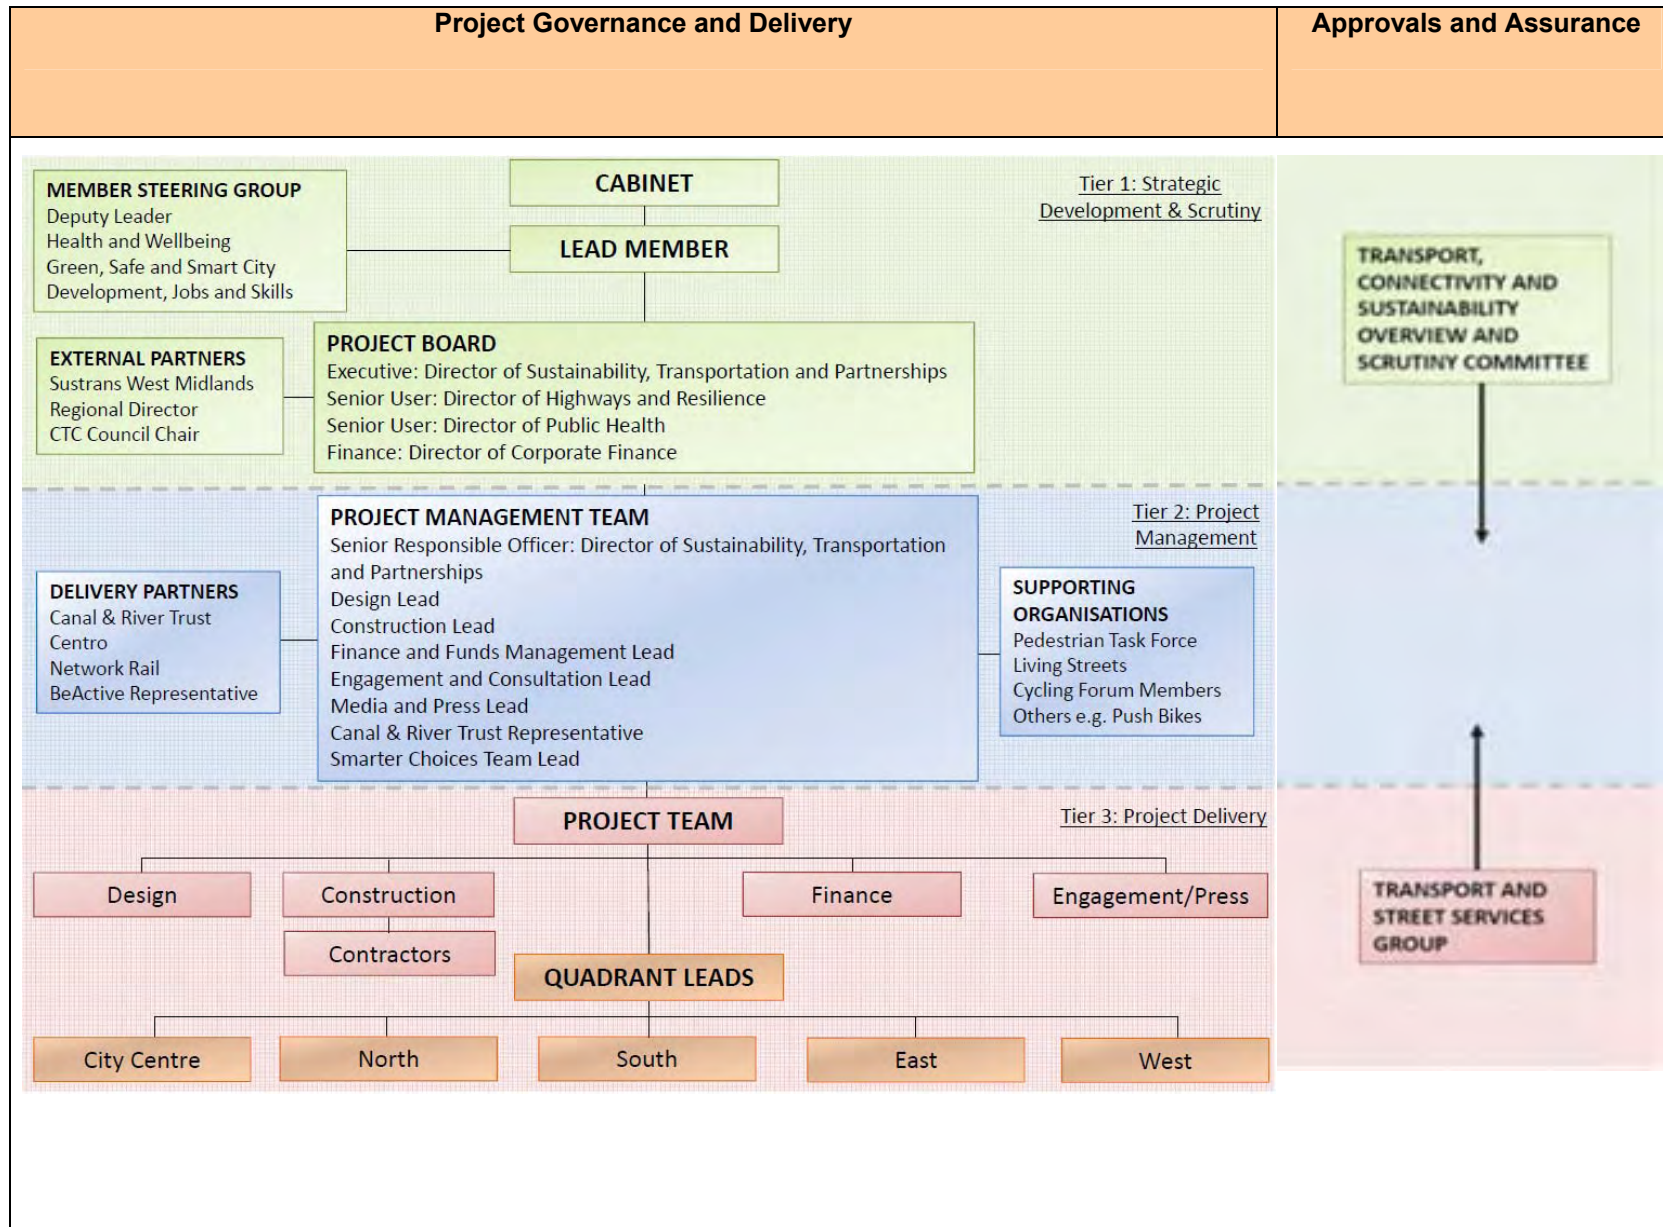 Project Governance and Delivery
Approvals and Assurance
MEMBER STEERING GROUP
Deputy Leader
Health and Wellbeing
Green, Safe and Smart City
Development, Jobs and Skills
CABINET
LEAD MEMBER
Tier 1: Strategic
Development & Scrutiny
EXTERNAL PARTNERS
Sustrans West Midlands
Regional Director
CTC Council Chair
PROJECT BOARD
Executive: Director of Sustainability, Transportation and Partnerships
Senior User: Director of Highways and Resilience
Senior User: Director of Public Health
Finance: Director of Corporate Finance
TRANSPORT,
CONNECTIVITY AND
SUSTAINABILITY
OVERVIEW AND
SCRUTINY COMMITTEE
PROJECT MANAGEMENT TEAM
Senior Responsible Officer: Director of Sustainability, Transportation
and Partnerships
Design Lead
Construction Lead
Finance and Funds Management Lead
Engagement and Consultation Lead
Media and Press Lead
Canal & River Trust Representative
Smarter Choices Team Lead
Tier 2: Project
Management
DELIVERY PARTNERS
Canal & River Trust
Centro
Network Rail
BeActive Representative
SUPPORTING
ORGANISATIONS
Pedestrian Task Force
Living Streets
Cycling Forum Members
Others e.g. Push Bikes
PROJECT TEAM
Tier 3: Project Delivery
Design
Construction
Finance
Engagement/Press
Contractors
QUADRANT LEADS
City Centre
North
South
East
West
TRANSPORT AND
STREET SERVICES
GROUP